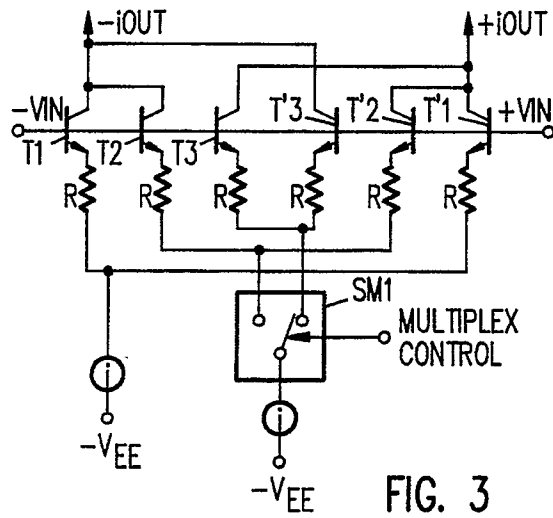 -iOUT +iOUT
-VIN T'3 T'2 T'1 +VIN
T1 T2 T3
R R R R R R
SM1
MULTIPLEX
CONTROL
i
-VEE
i
-VEE
FIG. 3